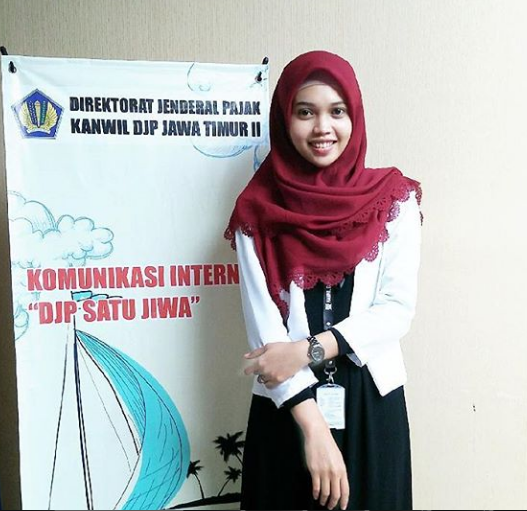 DIREKTORAT JENDERAL PAJAK
KANWIL DJP JAWA TIMUR II
KOMUNIKASI INTERN
"DJP SATU JIWA"